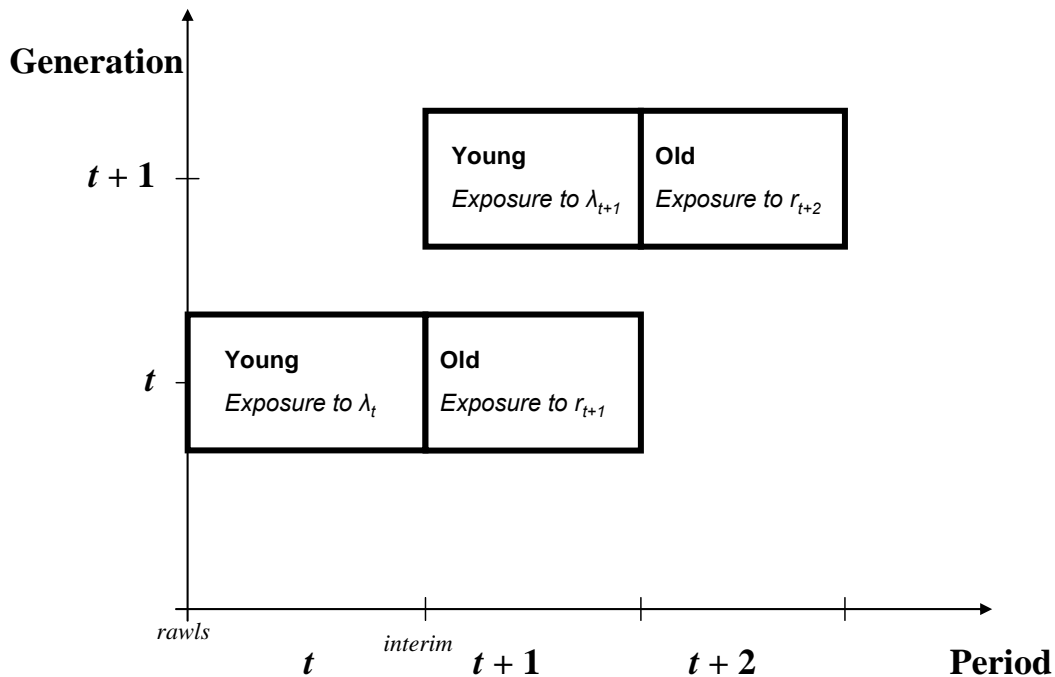 Generation
Young Old
t + 1
Exposure to λt+1 Exposure to rt+2
Young Old
t
Exposure to λt Exposure to rt+1
rawls interim
t t + 1 t + 2 Period